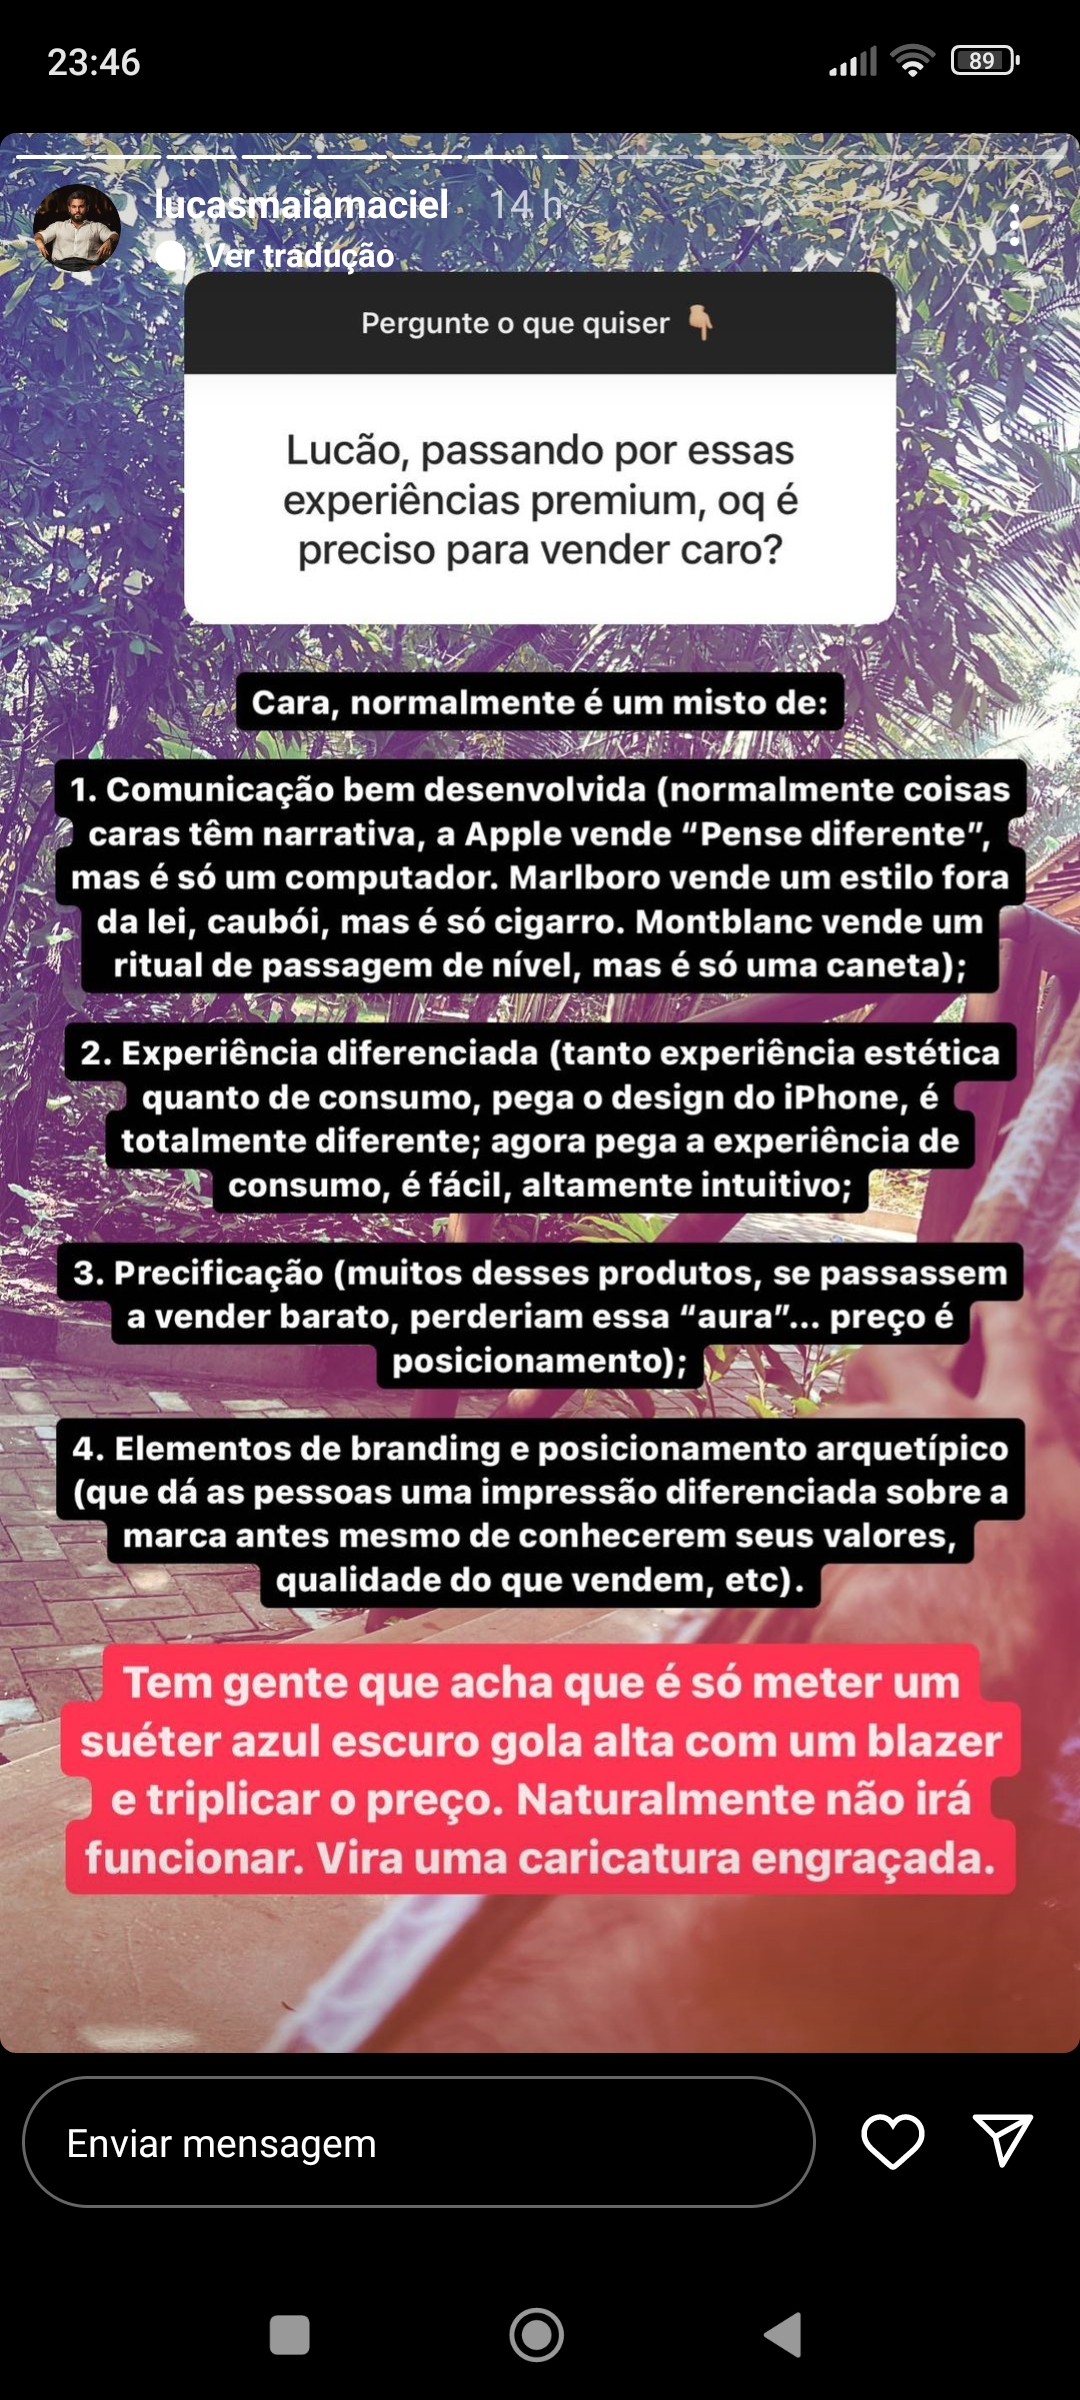 23:46
89
lucasmaiamaciel 14 h
Ver tradução
Pergunte o que quiser 👇🏼
Lucão, passando por essas
experiências premium, oq é
preciso para vender caro?
Cara, normalmente é um misto de:
1. Comunicação bem desenvolvida (normalmente coisas
caras têm narrativa, a Apple vende “Pense diferente”,
mas é só um computador. Marlboro vende um estilo fora
da lei, caubói, mas é só cigarro. Montblanc vende um
ritual de passagem de nível, mas é só uma caneta);
2. Experiência diferenciada (tanto experiência estética
quanto de consumo, pega o design do iPhone, é
totalmente diferente; agora pega a experiência de
consumo, é fácil, altamente intuitivo;
3. Precificação (muitos desses produtos, se passassem
a vender barato, perderiam essa “aura”... preço é
posicionamento);
4. Elementos de branding e posicionamento arquetípico
(que dá as pessoas uma impressão diferenciada sobre a
marca antes mesmo de conhecerem seus valores,
qualidade do que vendem, etc).
Tem gente que acha que é só meter um
suéter azul escuro gola alta com um blazer
e triplicar o preço. Naturalmente não irá
funcionar. Vira uma caricatura engraçada.
Enviar mensagem